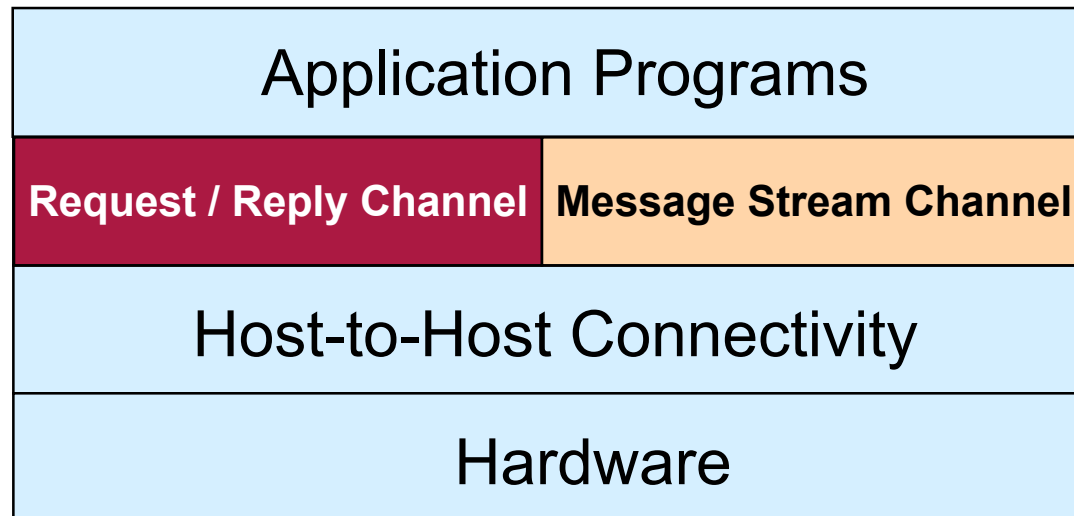 Application Programs
Request / Reply Channel
Message Stream Channel
Host-to-Host Connectivity
Hardware